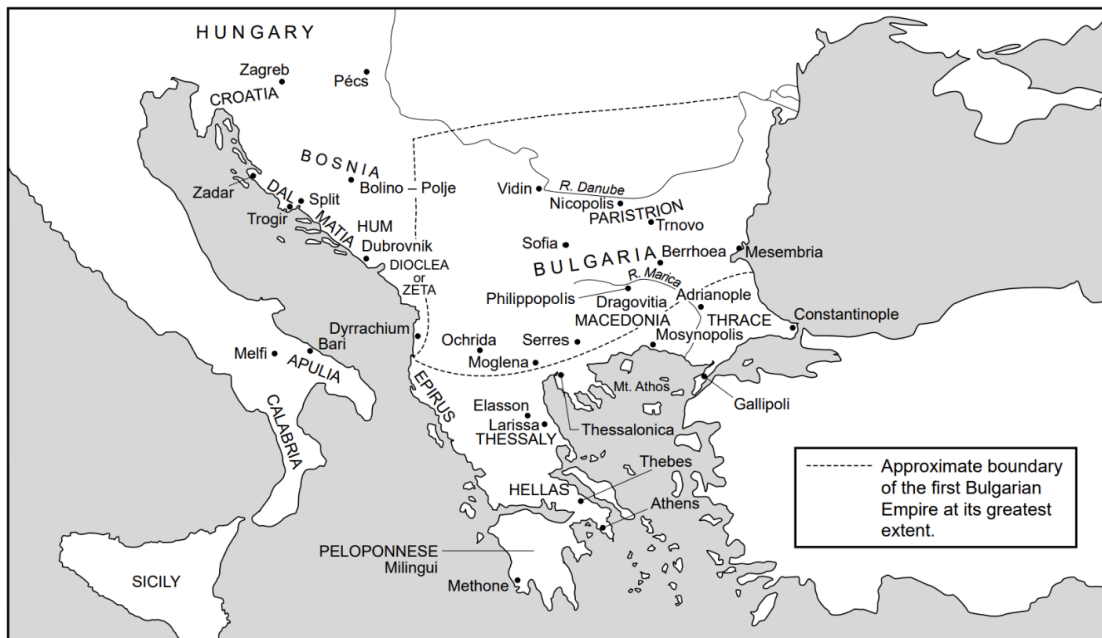 HUNGARY
Zagreb
CROATIA
Pécs
BOSNIA
Bolino – Polje
Zadar
DAL
MATIA
Split
Trogir
HUM
Dubrovnik
DIOCLEA
or
ZETA
Vidin
R. Danube
Nicopolis
PARISTRION
Trnovo
Sofia
BULGARIA
Berrhoea
Mesembria
R. Marica
Philippopolis
Dragovitia
Adrianople
MACEDONIA
THRACE
Constantinople
Dyrrachium
Ochrida
Serres
Mosynopolis
Moglena
Melfi
Bari
APULIA
CALABRIA
EPIRUS
Mt. Athos
Gallipoli
Elasson
Larissa
THESSALY
Thessalonica
Thebes
HELLAS
Athens
PELOPONNESE
Milingui
Methone
SICILY
Approximate boundary
of the first Bulgarian
Empire at its greatest
extent.